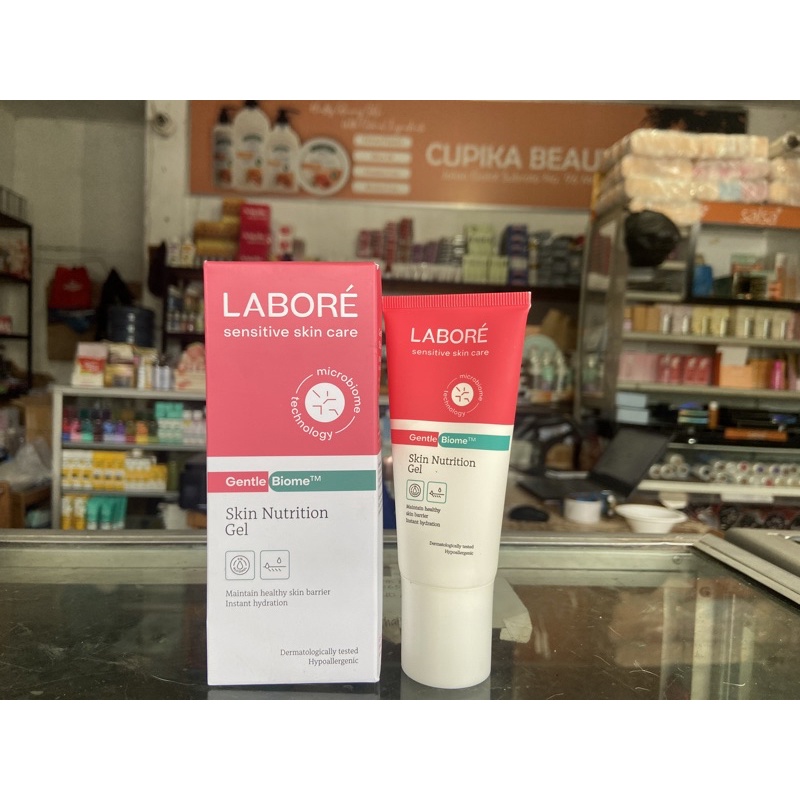 CUPIKA BEAU
salsa
LABORÉ
sensitive skin care
microbiome
technology
Gentle Biome™
Skin Nutrition
Gel
Maintain healthy skin barrier
Instant hydration
Dermatologically tested
Hypoallergenic
LABORÉ
sensitive skin care
microbiome
technology
Gentle Biome™
Skin Nutrition
Gel
Maintain healthy
skin barrier
Instant hydration
Dermatologically tested
Hypoallergenic